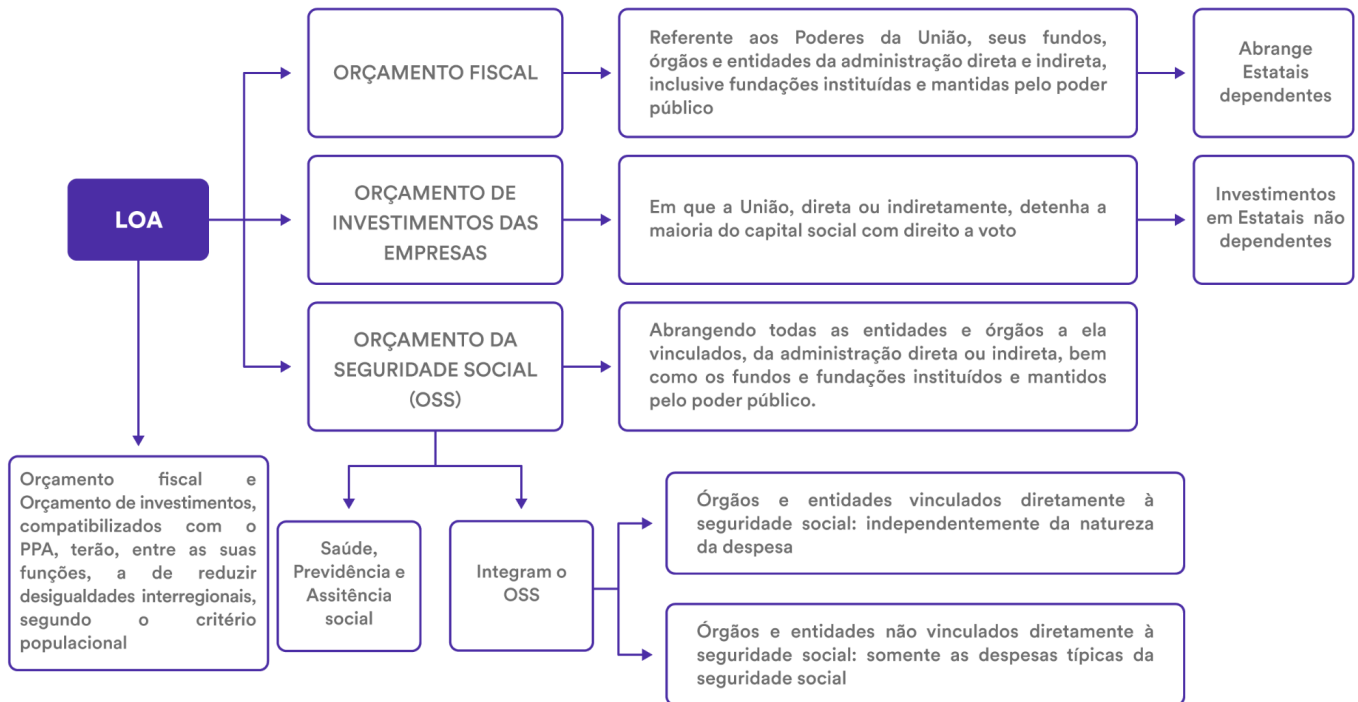 LOA
ORÇAMENTO FISCAL
Referente aos Poderes da União, seus fundos,
órgãos e entidades da administração direta e indireta,
inclusive fundações instituídas e mantidas pelo poder
público
Abrange
Estatais
dependentes
ORÇAMENTO DE
INVESTIMENTOS DAS
EMPRESAS
Em que a União, direta ou indiretamente, detenha a
maioria do capital social com direito a voto
Investimentos
em Estatais não
dependentes
ORÇAMENTO DA
SEGURIDADE SOCIAL
(OSS)
Abrangendo todas as entidades e órgãos a ela
vinculados, da administração direta ou indireta, bem
como os fundos e fundações instituídos e mantidos
pelo poder público.
Orçamento fiscal e
Orçamento de investimentos,
compatibilizados com o
PPA, terão, entre as suas
funções, a de reduzir
desigualdades interregionais,
segundo o critério
populacional
Saúde,
Previdência e
Assitência
social
Integram o
OSS
Órgãos e entidades vinculados diretamente à
seguridade social: independentemente da natureza
da despesa
Órgãos e entidades não vinculados diretamente à
seguridade social: somente as despesas típicas da
seguridade social